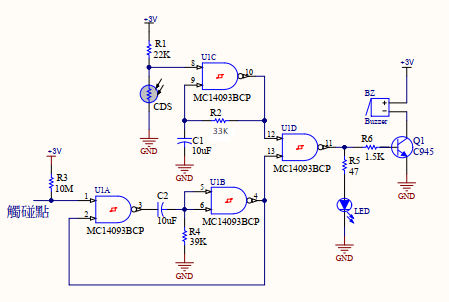 +3V
R1
22K
U1C
8
9
10
MC14093BCP
CDS
GND
R2
33K
C1
10uF
GND
+3V
BZ
Buzzer
U1D
12
13
11
MC14093BCP
R6
1.5K
Q1
C945
GND
R5
47
LED
GND
+3V
R3
10M
觸碰點
U1A
1
2
3
MC14093BCP
C2
10uF
U1B
5
6
4
MC14093BCP
R4
39K
GND